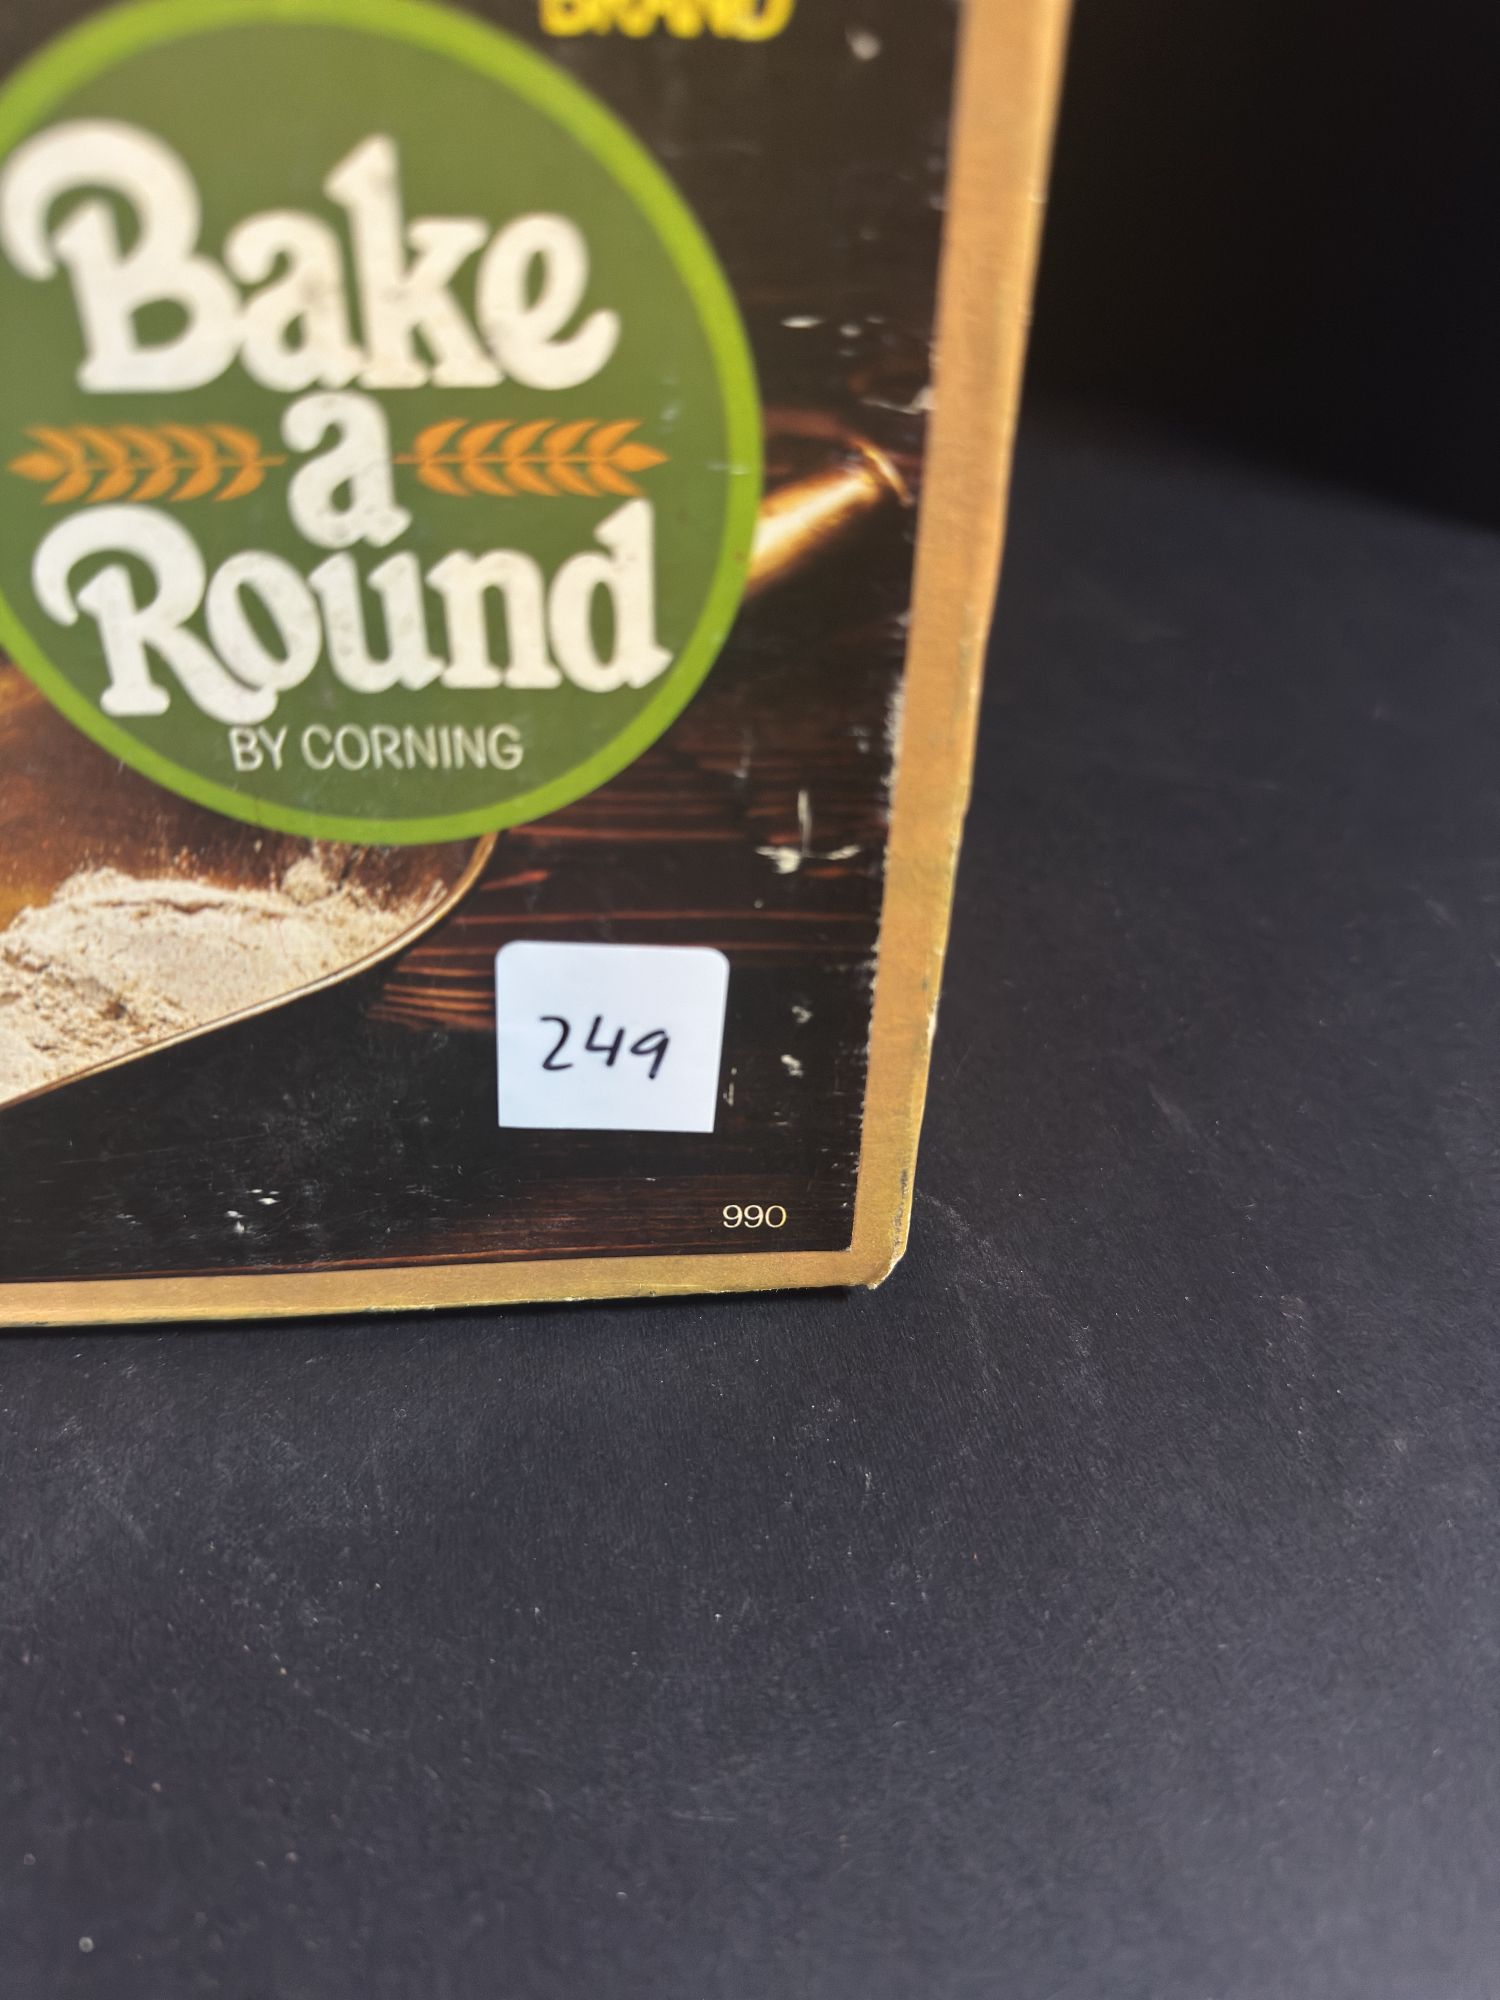 BRAND
Bake
a
Round
BY CORNING
249
990